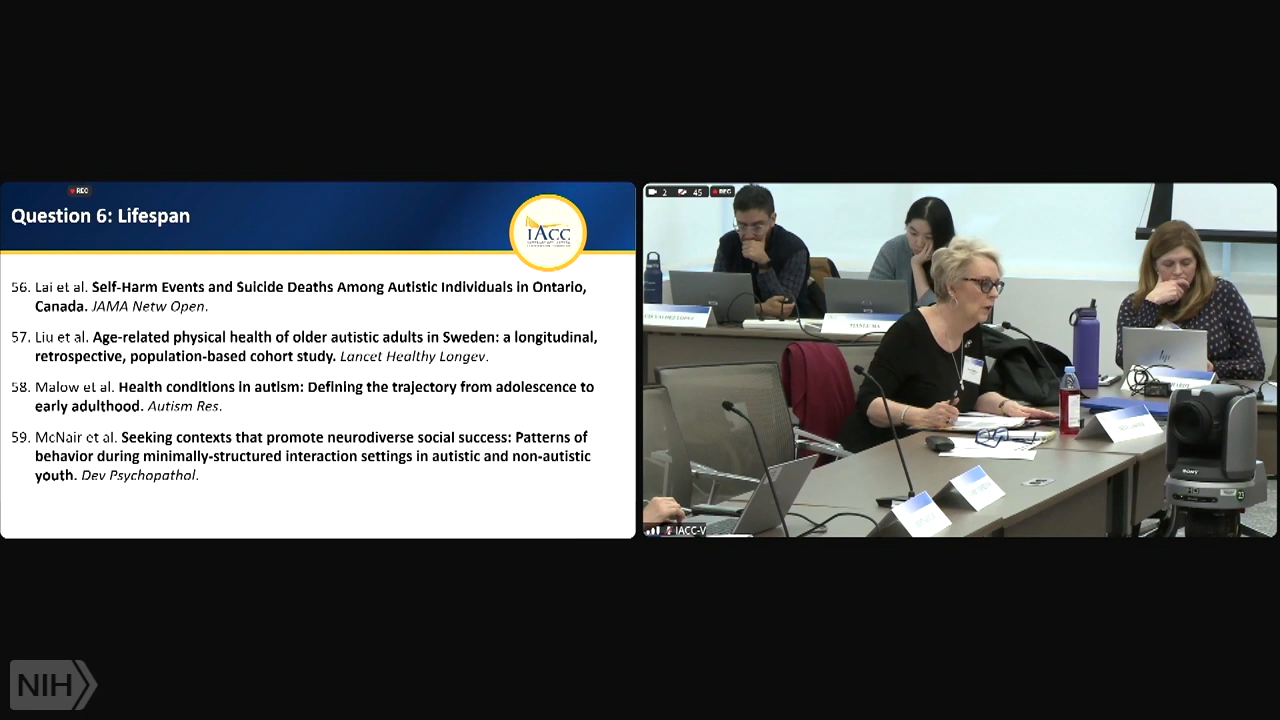 REC
Question 6: Lifespan
IACC
56. Lai et al. Self-Harm Events and Suicide Deaths Among Autistic Individuals in Ontario,
Canada. JAMA Netw Open.
57. Liu et al. Age-related physical health of older autistic adults in Sweden: a longitudinal,
retrospective, population-based cohort study. Lancet Healthy Longev.
58. Malow et al. Health conditions in autism: Defining the trajectory from adolescence to
early adulthood. Autism Res.
59. McNair et al. Seeking contexts that promote neurodiverse social success: Patterns of
behavior during minimally-structured interaction settings in autistic and non-autistic
youth. Dev Psychopathol.
2 45 REC
hp
SONY
23
IACC-V
NIH